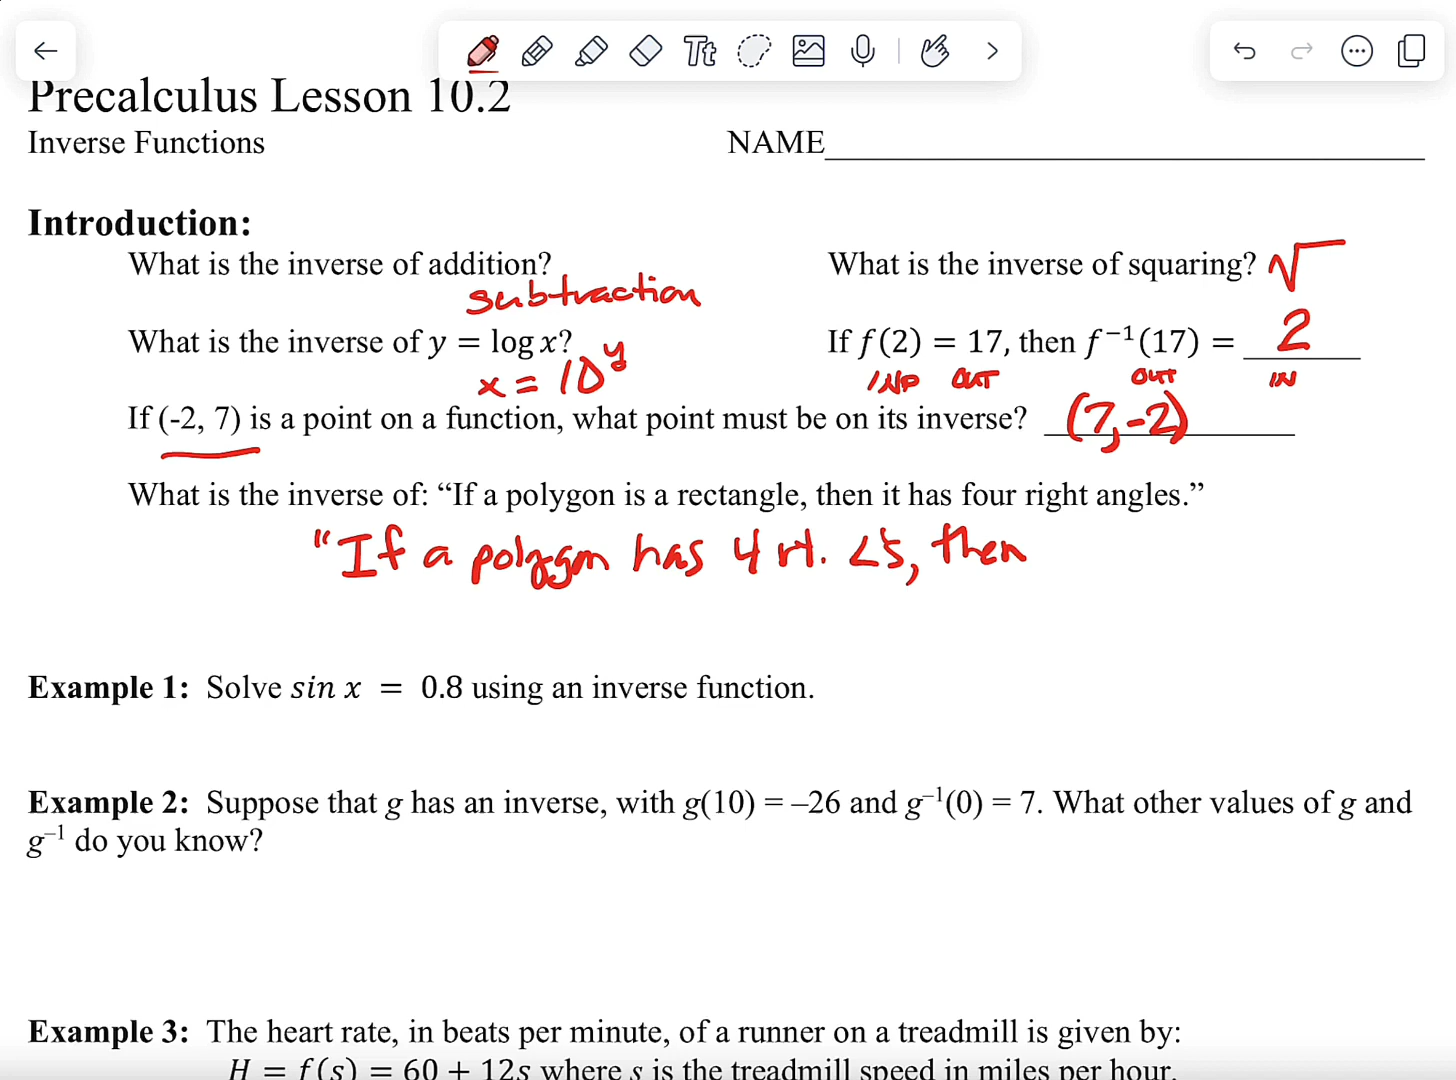 Tt
Precalculus Lesson 10.2
Inverse Functions NAME
Introduction:
What is the inverse of addition? What is the inverse of squaring? √
subtraction
What is the inverse of y = log x? If f(2) = 17, then f⁻¹(17) = 2
x = 10^y INP OUT OUT IN
If (-2, 7) is a point on a function, what point must be on its inverse? (7,-2)
What is the inverse of: “If a polygon is a rectangle, then it has four right angles.”
"If a polygon has 4 rt. ∠s, then
Example 1: Solve sin x = 0.8 using an inverse function.
Example 2: Suppose that g has an inverse, with g(10) = –26 and g⁻¹(0) = 7. What other values of g and
g⁻¹ do you know?
Example 3: The heart rate, in beats per minute, of a runner on a treadmill is given by:
H = f(s) = 60 + 12s where s is the treadmill speed in miles per hour.